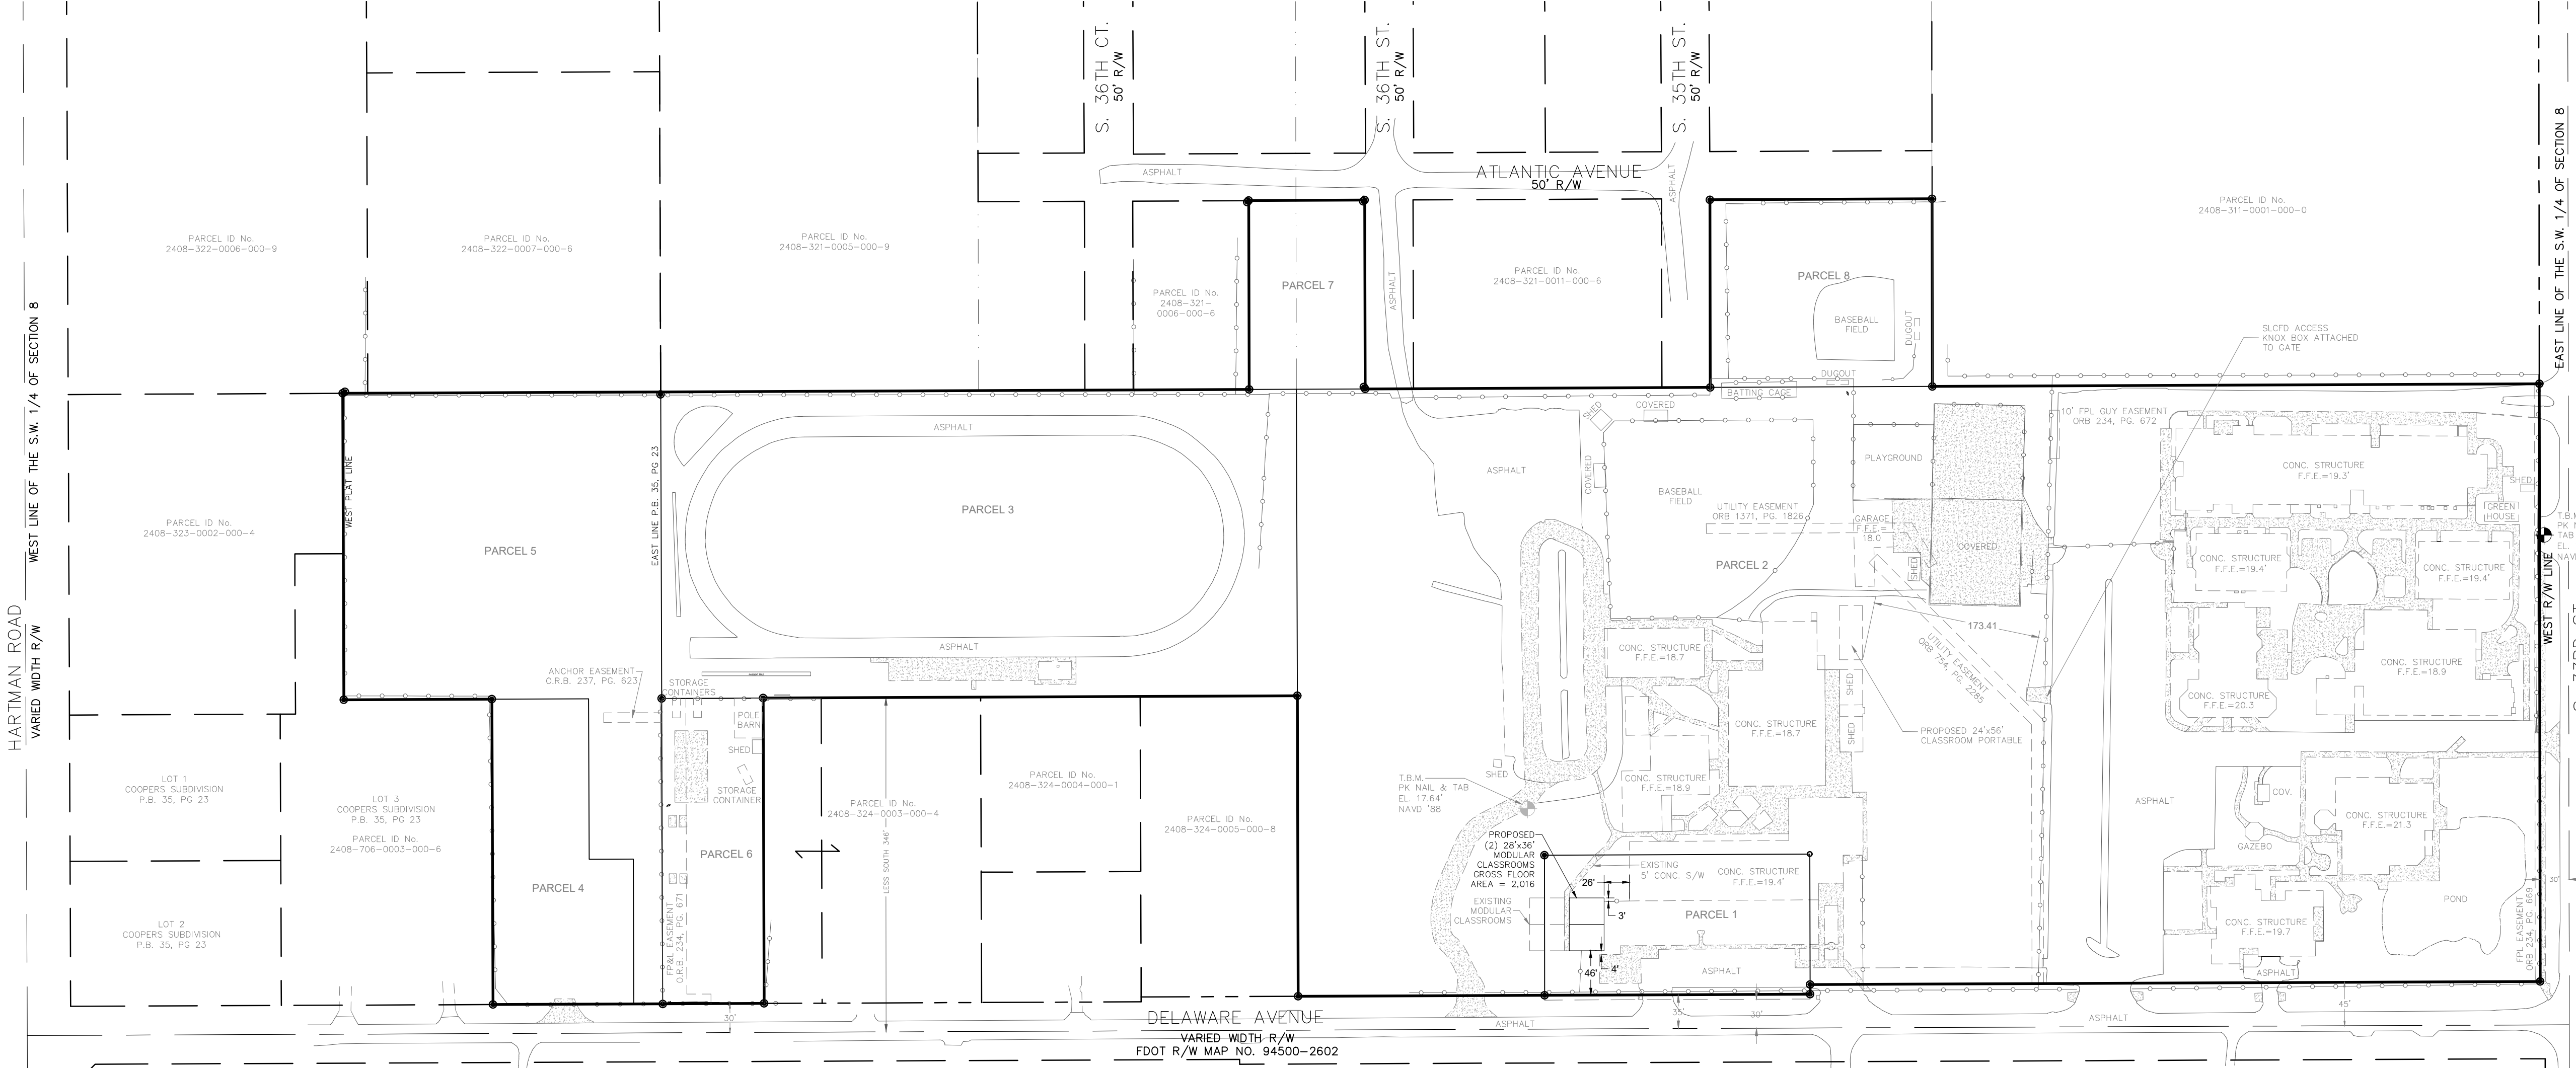 S. 36TH CT.
50' R/W
S. 36TH ST.
50' R/W
S. 35TH ST.
50' R/W
ATLANTIC AVENUE
50' R/W
ASPHALT
ASPHALT
ASPHALT
HARTMAN ROAD
VARIED WIDTH R/W
WEST LINE OF THE S.W. 1/4 OF SECTION 8
EAST LINE OF THE S.W. 1/4 OF SECTION 8
PARCEL ID No.
2408-322-0006-000-9
PARCEL ID No.
2408-322-0007-000-6
PARCEL ID No.
2408-321-0005-000-9
PARCEL ID No.
2408-321-
0006-000-6
PARCEL 7
PARCEL ID No.
2408-321-0011-000-6
PARCEL 8
BASEBALL
FIELD
DUGOUT
DUGOUT
BATTING CAGE
PARCEL ID No.
2408-311-0001-000-0
SLCFD ACCESS
KNOX BOX ATTACHED
TO GATE
PARCEL ID No.
2408-323-0002-000-4
WEST PLAT LINE
PARCEL 5
EAST LINE P.B. 35, PG 23
ASPHALT
PARCEL 3
ASPHALT
ASPHALT
SHED
COVERED
COVERED
BASEBALL
FIELD
UTILITY EASEMENT
ORB 1371, PG. 1826
PARCEL 2
PLAYGROUND
GARAGE
F.F.E.=
18.0
COVERED
SHED
10' FPL GUY EASEMENT
ORB 234, PG. 672
CONC. STRUCTURE
F.F.E.=19.3'
SHED
GREEN
HOUSE
CONC. STRUCTURE
F.F.E.=19.4'
CONC. STRUCTURE
F.F.E.=19.4'
CONC. STRUCTURE
F.F.E.=18.9
CONC. STRUCTURE
F.F.E.=20.3
WEST R/W LINE
T.B.M
PK N
TAB
EL.
NAVD
173.41
UTILITY EASEMENT
ORB 754, PG. 2285
PROPOSED 24'x56'
CLASSROOM PORTABLE
SHED
SHED
CONC. STRUCTURE
F.F.E.=18.7
CONC. STRUCTURE
F.F.E.=18.7
CONC. STRUCTURE
F.F.E.=18.9
SHED
T.B.M.
PK NAIL & TAB
EL. 17.64'
NAVD '88
ANCHOR EASEMENT
O.R.B. 237, PG. 623
STORAGE
CONTAINERS
POLE
BARN
SHED
STORAGE
CONTAINER
PARCEL 6
FP&L EASEMENT
O.R.B. 234, PG. 671
PARCEL 4
LOT 1
COOPERS SUBDIVISION
P.B. 35, PG 23
LOT 3
COOPERS SUBDIVISION
P.B. 35, PG 23
PARCEL ID No.
2408-706-0003-000-6
LOT 2
COOPERS SUBDIVISION
P.B. 35, PG 23
PARCEL ID No.
2408-324-0003-000-4
LESS SOUTH 346'
PARCEL ID No.
2408-324-0004-000-1
PARCEL ID No.
2408-324-0005-000-8
PROPOSED
(2) 28'x36'
MODULAR
CLASSROOMS
GROSS FLOOR
AREA = 2,016
EXISTING
MODULAR
CLASSROOMS
EXISTING
5' CONC. S/W
26'
3'
4'
46'
CONC. STRUCTURE
F.F.E.=19.4'
PARCEL 1
ASPHALT
ASPHALT
COV.
GAZEBO
CONC. STRUCTURE
F.F.E.=21.3
CONC. STRUCTURE
F.F.E.=19.7
POND
ASPHALT
FPL EASEMENT
ORB 234, PG. 669
30'
45'
30'
35'
30'
ASPHALT
ASPHALT
DELAWARE AVENUE
VARIED WIDTH R/W
FDOT R/W MAP NO. 94500-2602